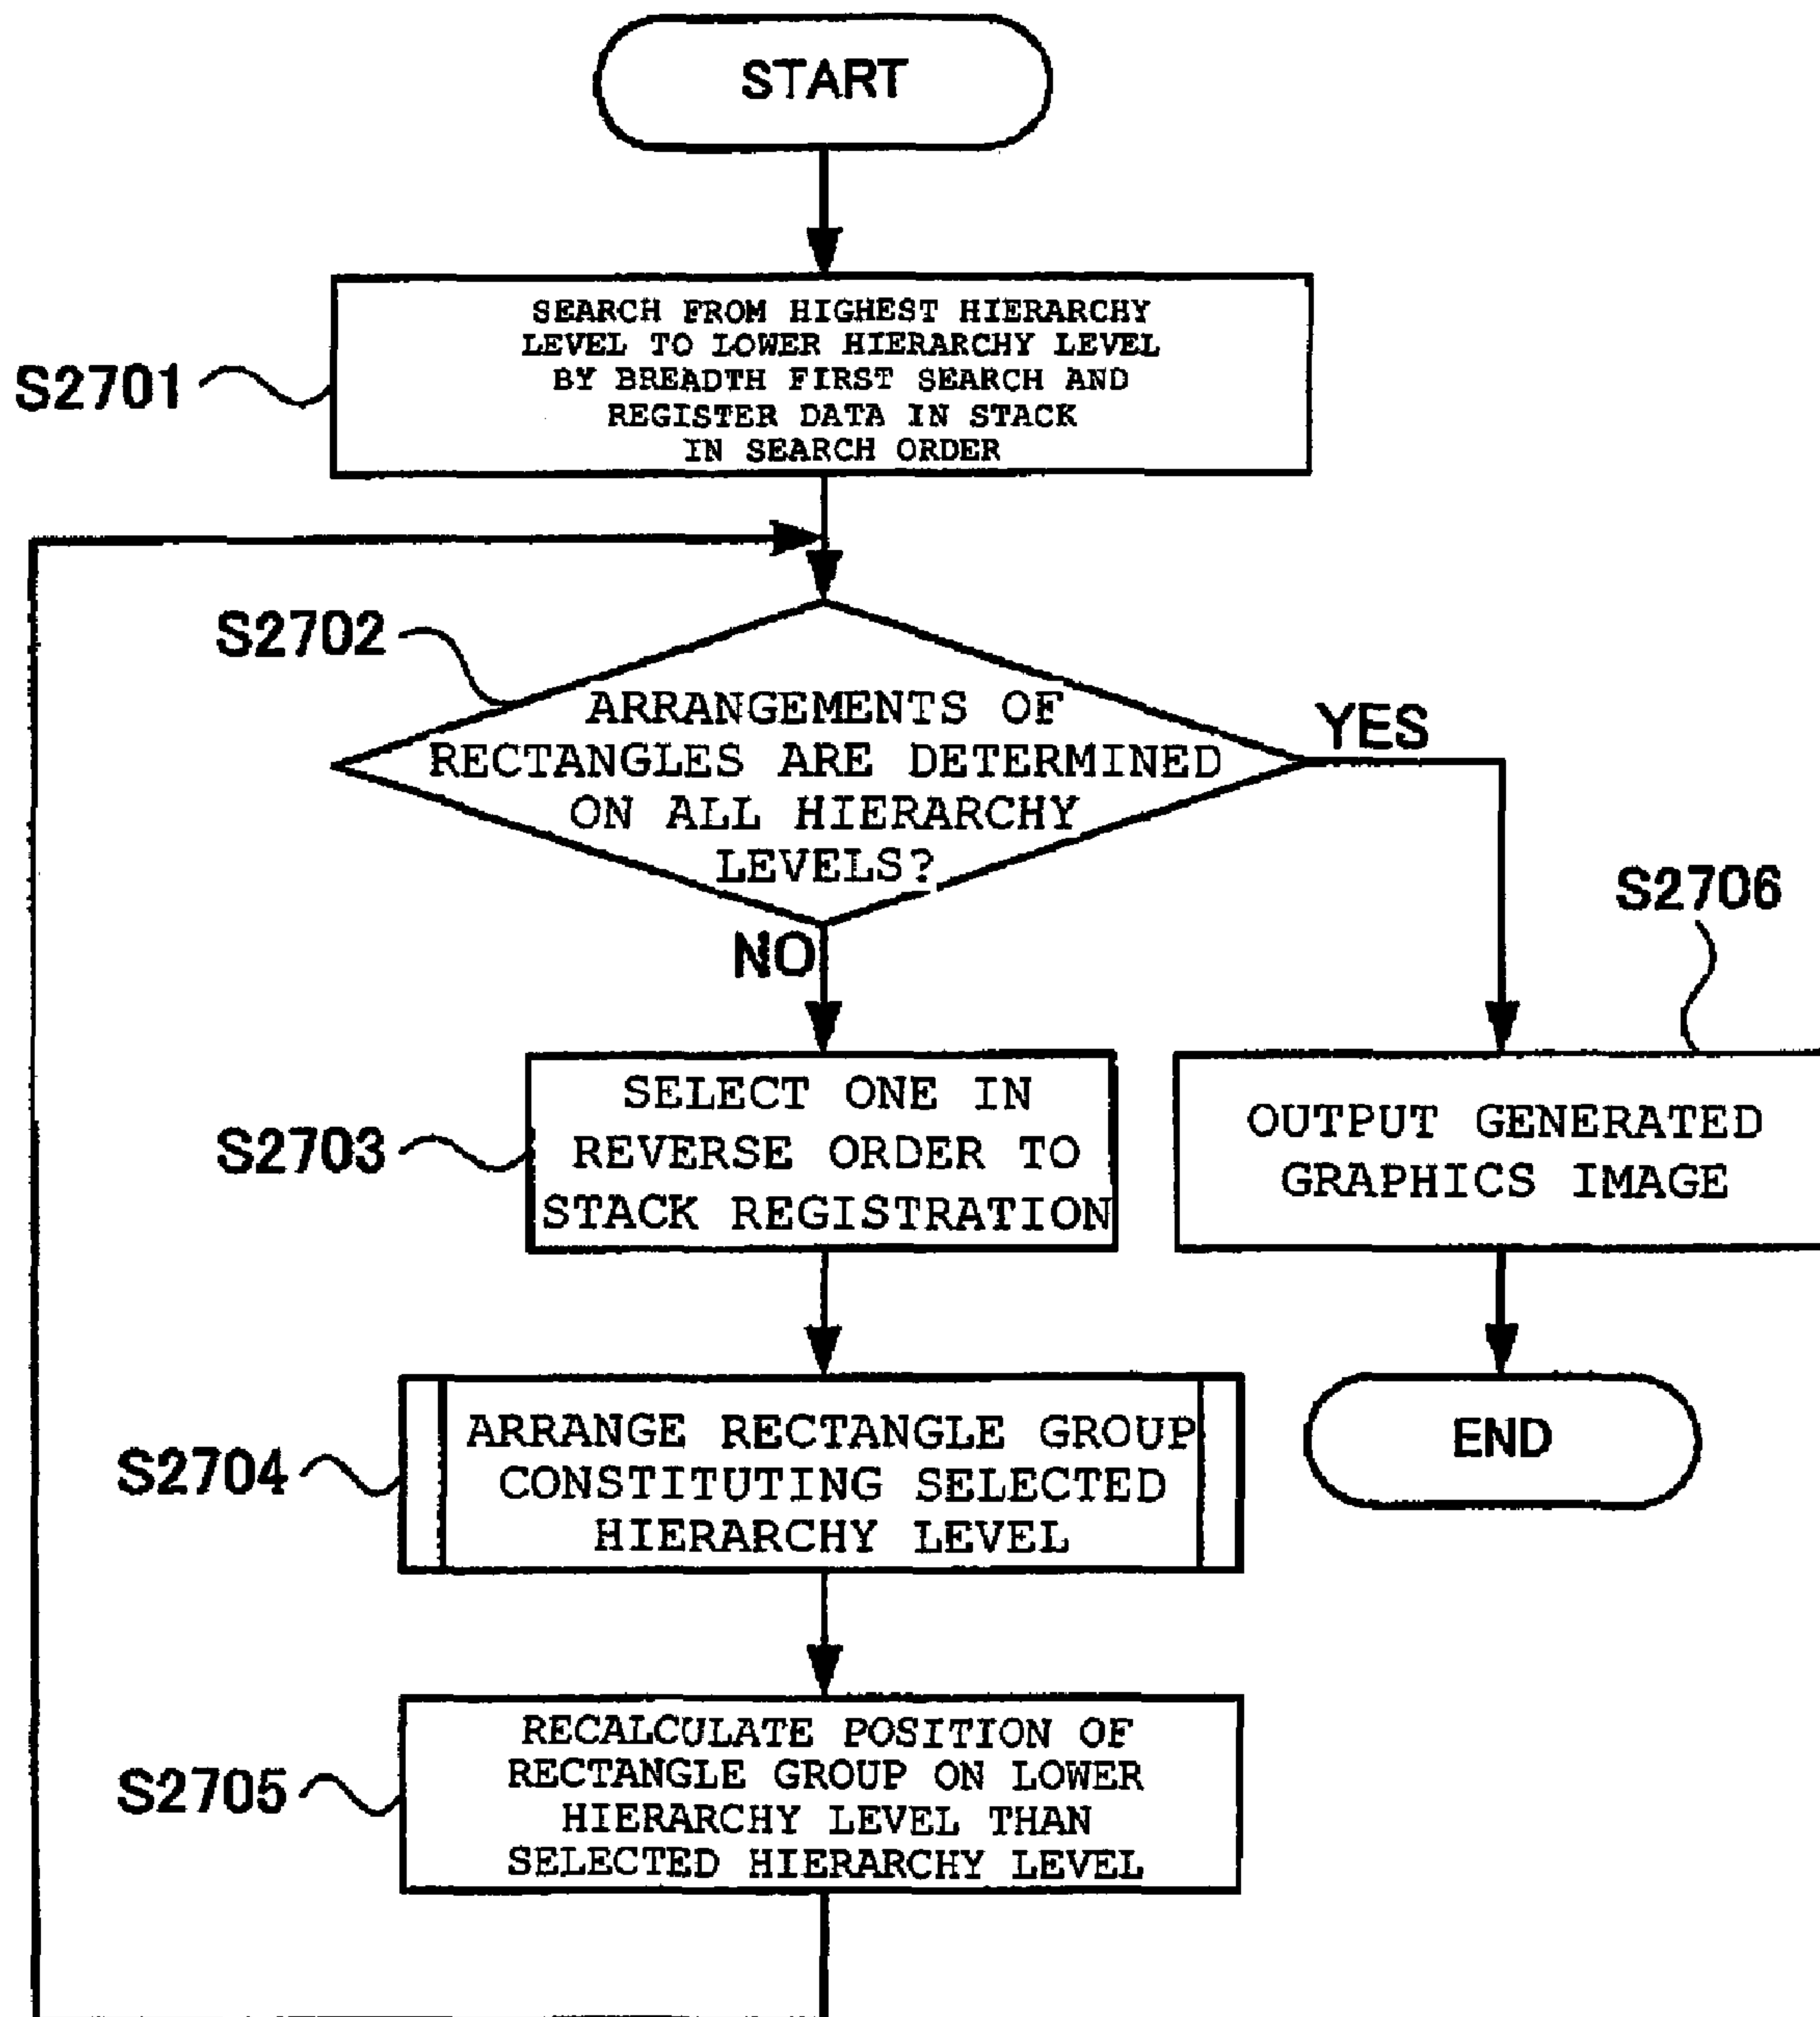 START
SEARCH FROM HIGHEST HIERARCHY
LEVEL TO LOWER HIERARCHY LEVEL
BY BREADTH FIRST SEARCH AND
REGISTER DATA IN STACK
IN SEARCH ORDER
S2701
S2702
ARRANGEMENTS OF
RECTANGLES ARE DETERMINED
ON ALL HIERARCHY
LEVELS?
YES
NO
S2706
S2703
SELECT ONE IN
REVERSE ORDER TO
STACK REGISTRATION
OUTPUT GENERATED
GRAPHICS IMAGE
S2704
ARRANGE RECTANGLE GROUP
CONSTITUTING SELECTED
HIERARCHY LEVEL
END
S2705
RECALCULATE POSITION OF
RECTANGLE GROUP ON LOWER
HIERARCHY LEVEL THAN
SELECTED HIERARCHY LEVEL